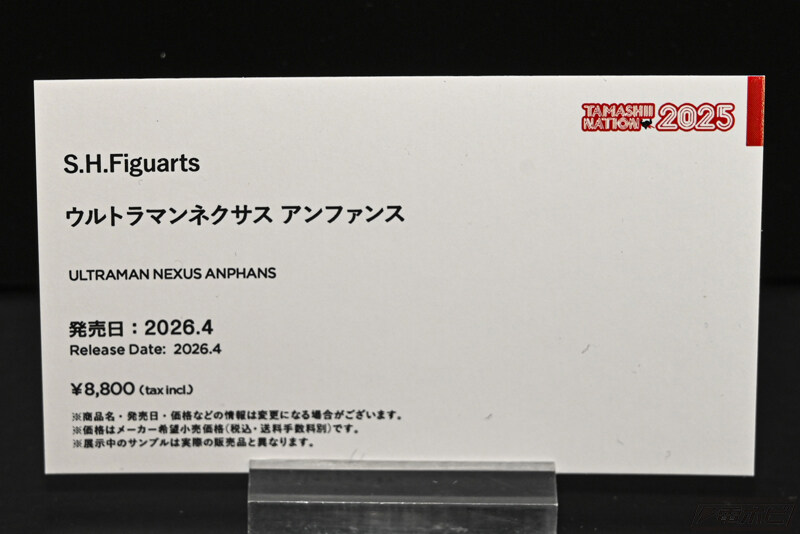 TAMASHII
NATION 2025
S.H.Figuarts
ウルトラマンネクサス アンファンス
ULTRAMAN NEXUS ANPHANS
発売日：2026.4
Release Date: 2026.4
¥8,800 (tax incl.)
※商品名・発売日・価格などの情報は変更になる場合がございます。
※価格はメーカー希望小売価格(税込・送料手数料別)です。
※展示中のサンプルは実際の販売品と異なります。